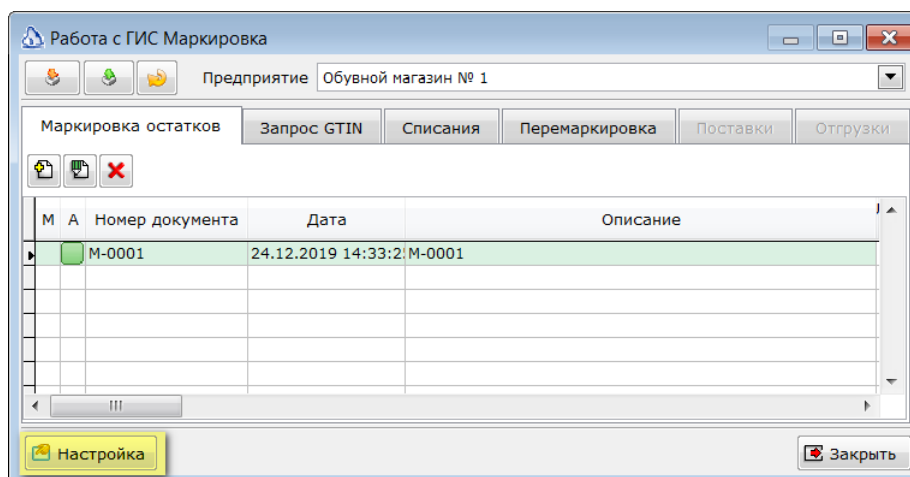 Работа с ГИС Маркировка
Предприятие Обувной магазин № 1
Маркировка остатков Запрос GTIN Списания Перемаркировка Поставки Отгрузки
М А Номер документа Дата Описание
М-0001 24.12.2019 14:33:2 М-0001
Настройка Закрыть